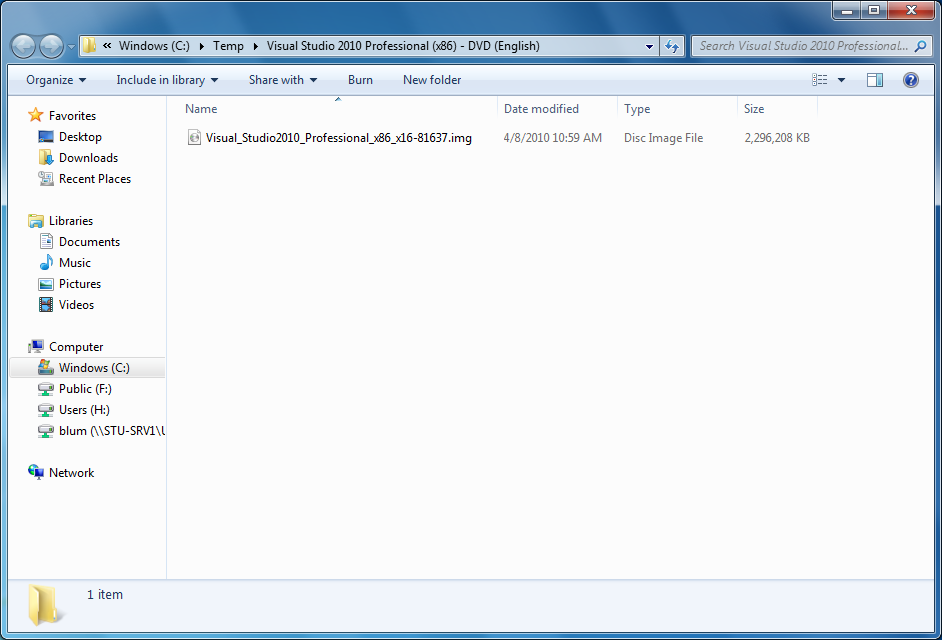 « Windows (C:) Temp Visual Studio 2010 Professional (x86) - DVD (English) Search Visual Studio 2010 Professional...
Organize Include in library Share with Burn New folder
Name Date modified Type Size
Visual_Studio2010_Professional_x86_x16-81637.img 4/8/2010 10:59 AM Disc Image File 2,296,208 KB
Favorites
Desktop
Downloads
Recent Places
Libraries
Documents
Music
Pictures
Videos
Computer
Windows (C:)
Public (F:)
Users (H:)
blum (\\STU-SRV1\U
Network
1 item